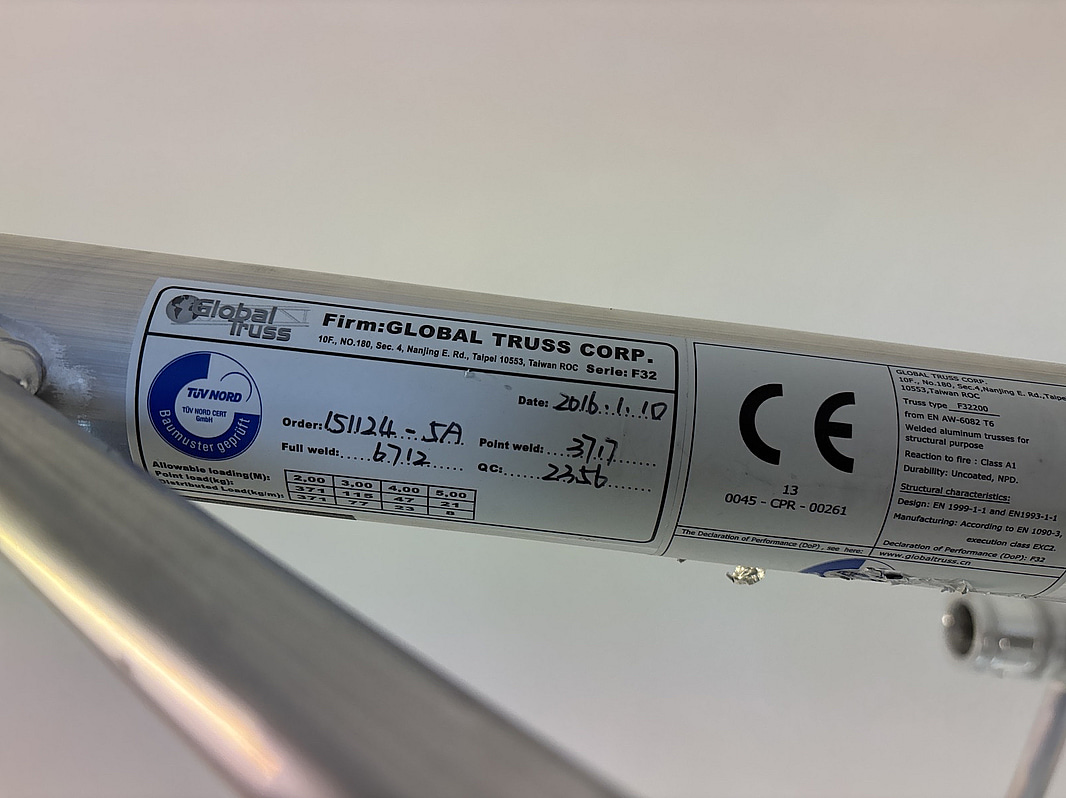 Global
Truss
Firm:GLOBAL TRUSS CORP.
10F., NO.180, Sec. 4, Nanjing E. Rd., Taipei 10553, Taiwan ROC Serie: F32
TÜV NORD
TÜV NORD CERT
GmbH
Baumuster geprüft
Date: 2016.1.10
Order: 151124-5A Point weld: 3717
Full weld: 6712 QC: 2356
Allowable loading(M): 2,00 3,00 4,00 5,00
Point load(kg): 371 115 47 21
Distributed Load(kg/m): 371 77 23 8
CE
13
0045 - CPR - 00261
The Declaration of Performance (DoP), see here:
GLOBAL TRUSS CORP.
10F., No.180, Sec.4,Nanjing E. Rd.,Taipei
10553,Taiwan ROC
Truss type F32200
from EN AW-6082 T6
Welded aluminum trusses for
structural purpose
Reaction to fire : Class A1
Durability: Uncoated, NPD.
Structural characteristics:
Design: EN 1999-1-1 and EN1993-1-1
Manufacturing: According to EN 1090-3,
execution class EXC2.
Declaration of Performance (DoP): F32
www.globaltruss.cn